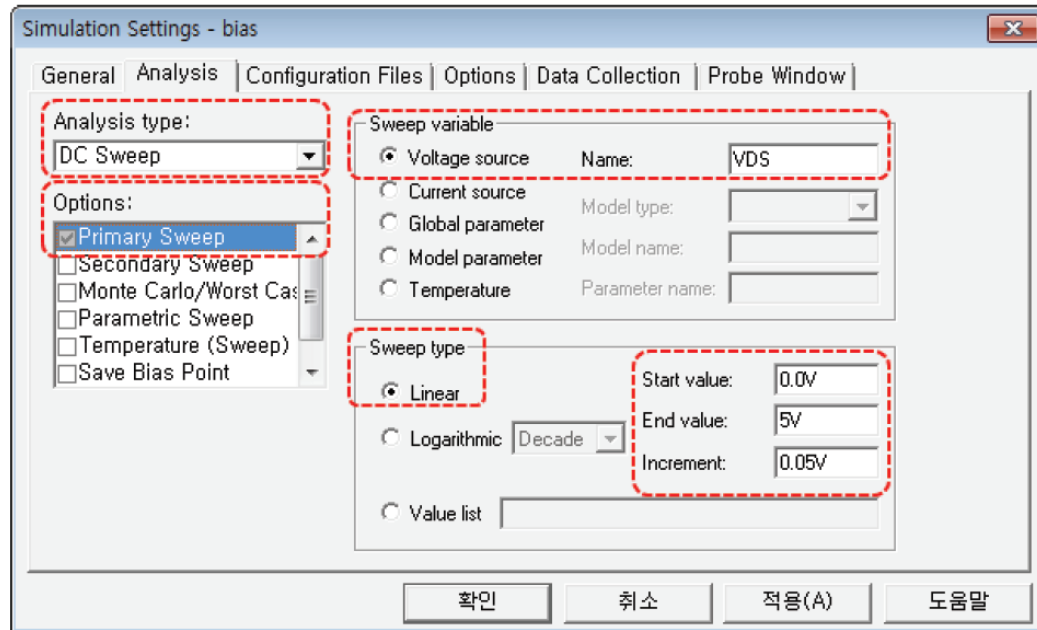 Simulation Settings - bias
General Analysis Configuration Files Options Data Collection Probe Window
Analysis type:
DC Sweep
Options:
Primary Sweep
Secondary Sweep
Monte Carlo/Worst Cas
Parametric Sweep
Temperature (Sweep)
Save Bias Point
Sweep variable
Voltage source Name: VDS
Current source
Model type:
Global parameter
Model parameter
Model name:
Temperature
Parameter name:
Sweep type
Linear
Start value: 0.0V
End value: 5V
Logarithmic Decade
Increment: 0.05V
Value list
확인 취소 적용(A) 도움말